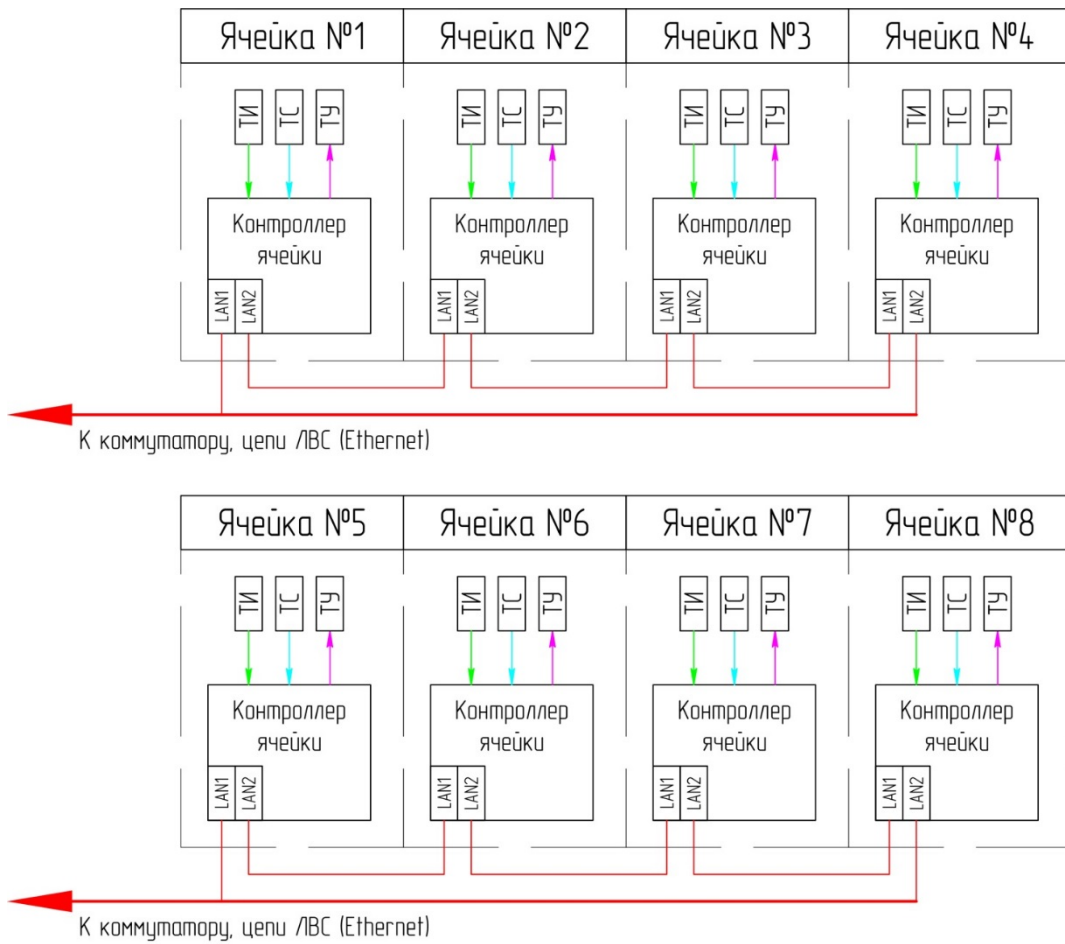 Ячейка №1 Ячейка №2 Ячейка №3 Ячейка №4
ТИ ТС ТУ ТИ ТС ТУ ТИ ТС ТУ ТИ ТС ТУ
Контроллер Контроллер Контроллер Контроллер
ячейки ячейки ячейки ячейки
LAN1 LAN2 LAN1 LAN2 LAN1 LAN2 LAN1 LAN2
К коммутатору, цепи ЛВС (Ethernet)
Ячейка №5 Ячейка №6 Ячейка №7 Ячейка №8
ТИ ТС ТУ ТИ ТС ТУ ТИ ТС ТУ ТИ ТС ТУ
Контроллер Контроллер Контроллер Контроллер
ячейки ячейки ячейки ячейки
LAN1 LAN2 LAN1 LAN2 LAN1 LAN2 LAN1 LAN2
К коммутатору, цепи ЛВС (Ethernet)